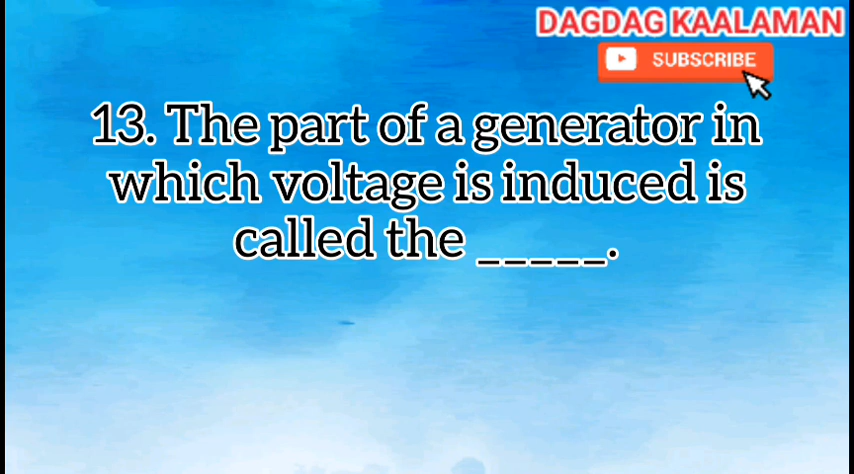 DAGDAG KAALAMAN
SUBSCRIBE
13. The part of a generator in
which voltage is induced is
called the _____.